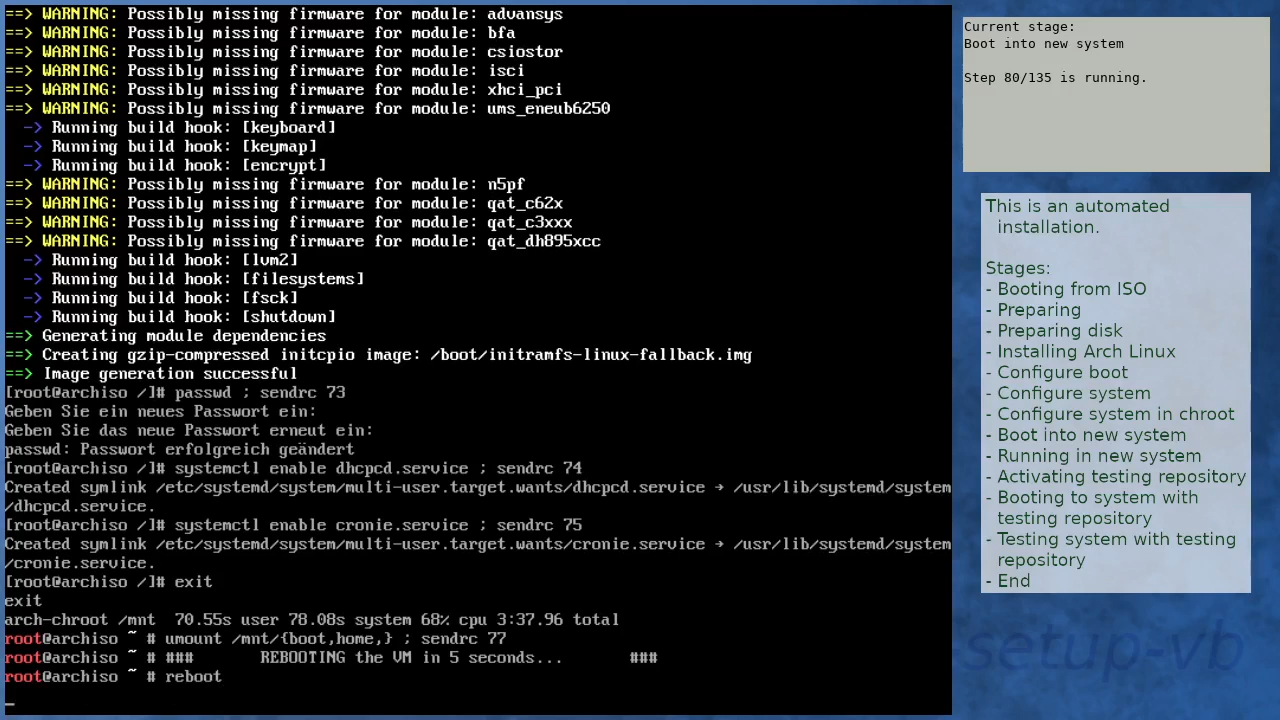 ==> WARNING: Possibly missing firmware for module: advansys
==> WARNING: Possibly missing firmware for module: bfa
==> WARNING: Possibly missing firmware for module: csiostor
==> WARNING: Possibly missing firmware for module: isci
==> WARNING: Possibly missing firmware for module: xhci_pci
==> WARNING: Possibly missing firmware for module: ums_eneub6250
-> Running build hook: [keyboard]
-> Running build hook: [keymap]
-> Running build hook: [encrypt]
==> WARNING: Possibly missing firmware for module: n5pf
==> WARNING: Possibly missing firmware for module: qat_c62x
==> WARNING: Possibly missing firmware for module: qat_c3xxx
==> WARNING: Possibly missing firmware for module: qat_dh895xcc
-> Running build hook: [lvm2]
-> Running build hook: [filesystems]
-> Running build hook: [fsck]
-> Running build hook: [shutdown]
==> Generating module dependencies
==> Creating gzip-compressed initcpio image: /boot/initramfs-linux-fallback.img
==> Image generation successful
[root@archiso /]# passwd ; sendrc 73
Geben Sie ein neues Passwort ein:
Geben Sie das neue Passwort erneut ein:
passwd: Passwort erfolgreich geändert
[root@archiso /]# systemctl enable dhcpcd.service ; sendrc 74
Created symlink /etc/systemd/system/multi-user.target.wants/dhcpcd.service → /usr/lib/systemd/system
/dhcpcd.service.
[root@archiso /]# systemctl enable cronie.service ; sendrc 75
Created symlink /etc/systemd/system/multi-user.target.wants/cronie.service → /usr/lib/systemd/system
/cronie.service.
[root@archiso /]# exit
exit
arch-chroot /mnt  70.55s user 78.08s system 68% cpu 3:37.96 total
root@archiso ~ # umount /mnt/{boot,home,} ; sendrc 77
root@archiso ~ # ###       REBOOTING the VM in 5 seconds...       ###
root@archiso ~ # reboot
_
Current stage:
Boot into new system
Step 80/135 is running.
This is an automated
installation.
Stages:
- Booting from ISO
- Preparing
- Preparing disk
- Installing Arch Linux
- Configure boot
- Configure system
- Configure system in chroot
- Boot into new system
- Running in new system
- Activating testing repository
- Booting to system with
testing repository
- Testing system with testing
repository
- End
setup-vb